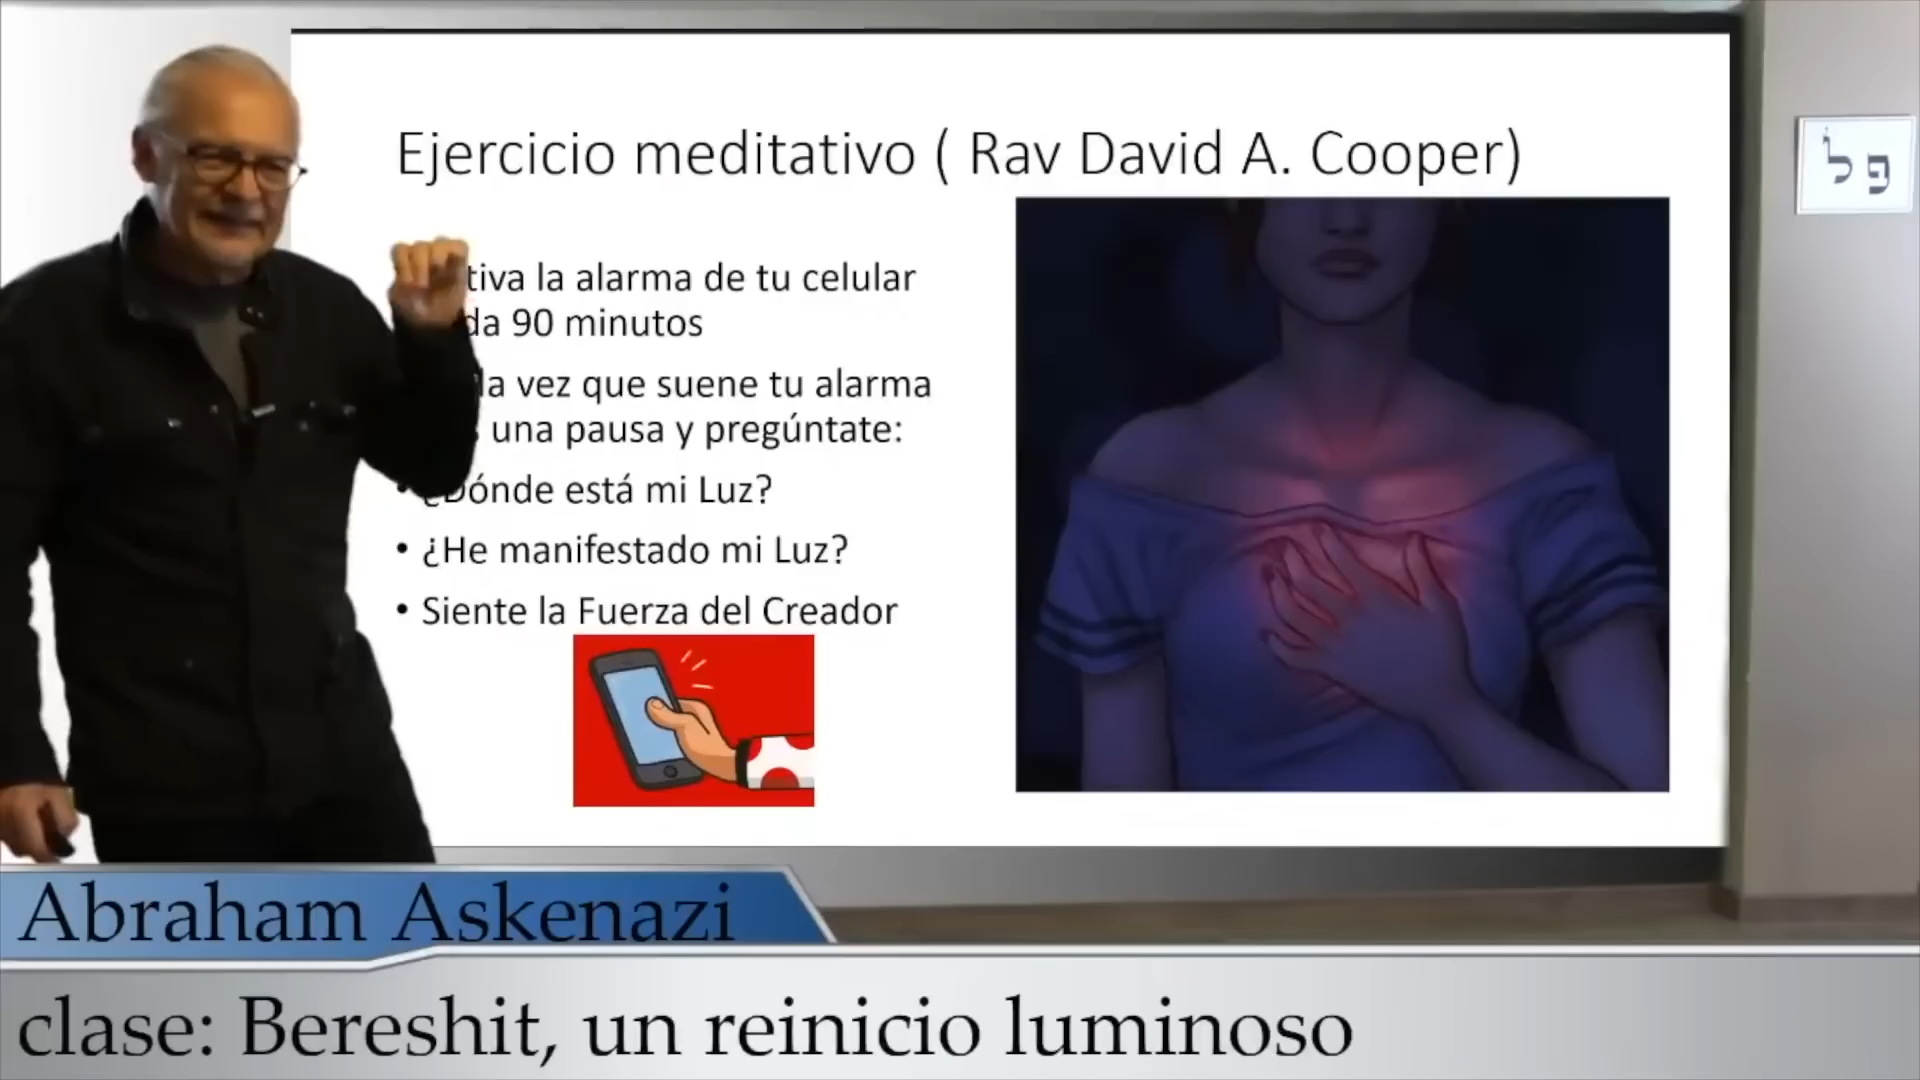 Ejercicio meditativo ( Rav David A. Cooper)
tiva la alarma de tu celular
da 90 minutos
la vez que suene tu alarma
una pausa y pregúntate:
• ¿Dónde está mi Luz?
• ¿He manifestado mi Luz?
• Siente la Fuerza del Creador
פ לֹ
Abraham Askenazi
clase: Bereshit, un reinicio luminoso